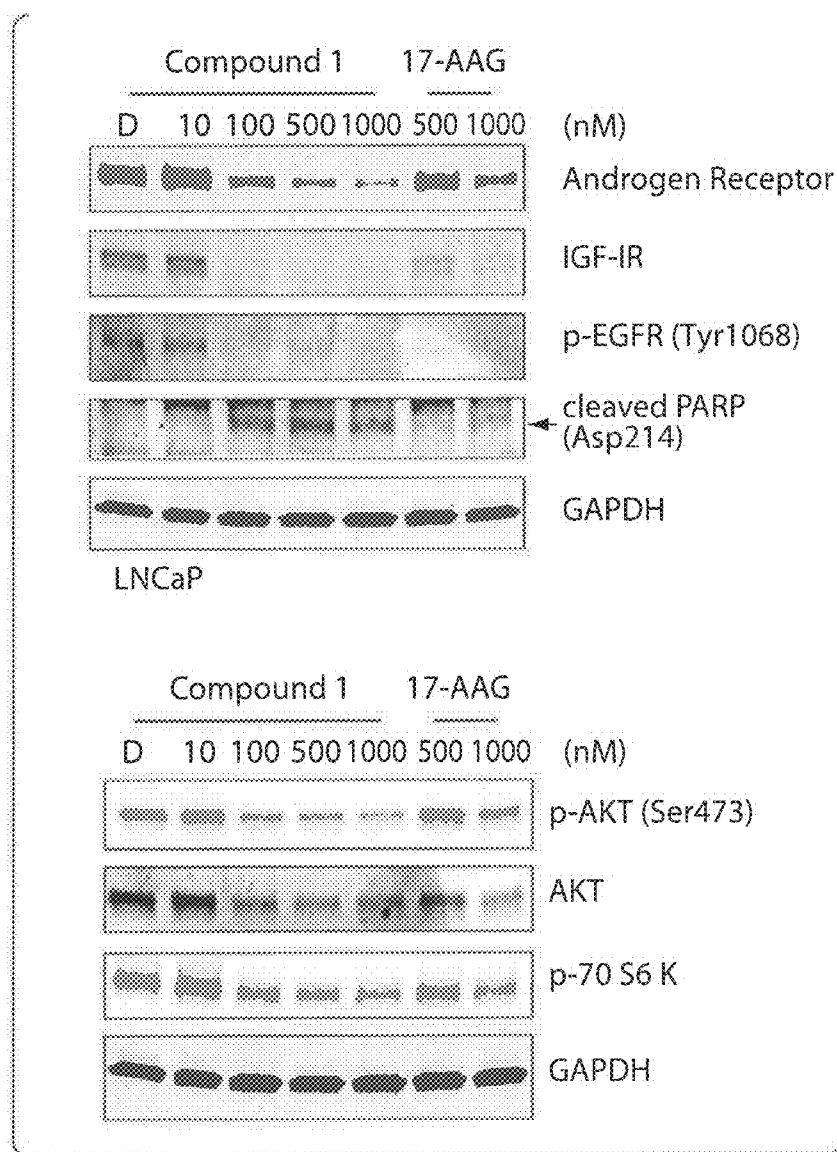 Compound 1 17-AAG
D 10 100 500 1000 500 1000 (nM)
Androgen Receptor
IGF-IR
p-EGFR (Tyr1068)
cleaved PARP
(Asp214)
GAPDH
LNCaP
Compound 1 17-AAG
D 10 100 500 1000 500 1000 (nM)
p-AKT (Ser473)
AKT
p-70 S6 K
GAPDH